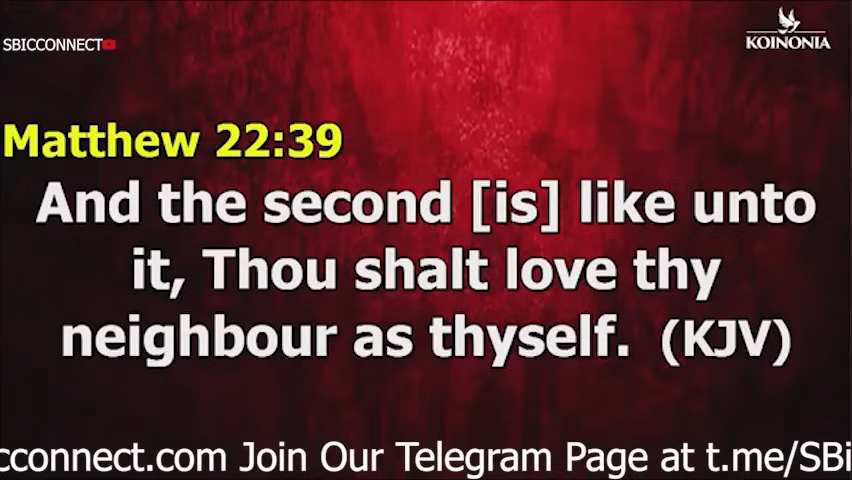 SBICCONNECT
KOINONIA
Matthew 22:39
And the second [is] like unto
it, Thou shalt love thy
neighbour as thyself. (KJV)
cconnect.com Join Our Telegram Page at t.me/SBi